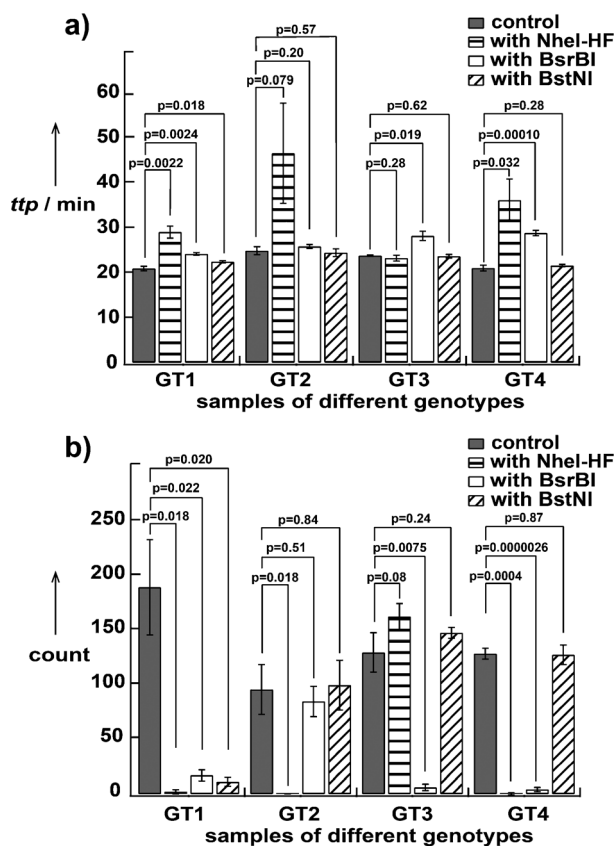 a)
control
with NheI-HF
with BsrBI
with BstNI
p=0.57
p=0.20
p=0.079
p=0.018
p=0.0024
p=0.0022
p=0.62
p=0.019
p=0.28
p=0.28
p=0.00010
p=0.032
60
50
40
30
20
10
0
ttp / min
GT1 GT2 GT3 GT4
samples of different genotypes
b)
control
with NheI-HF
with BsrBI
with BstNI
p=0.020
p=0.022
p=0.018
p=0.84
p=0.51
p=0.018
p=0.24
p=0.0075
p=0.08
p=0.87
p=0.0000026
p=0.0004
250
200
150
100
50
0
count
GT1 GT2 GT3 GT4
samples of different genotypes